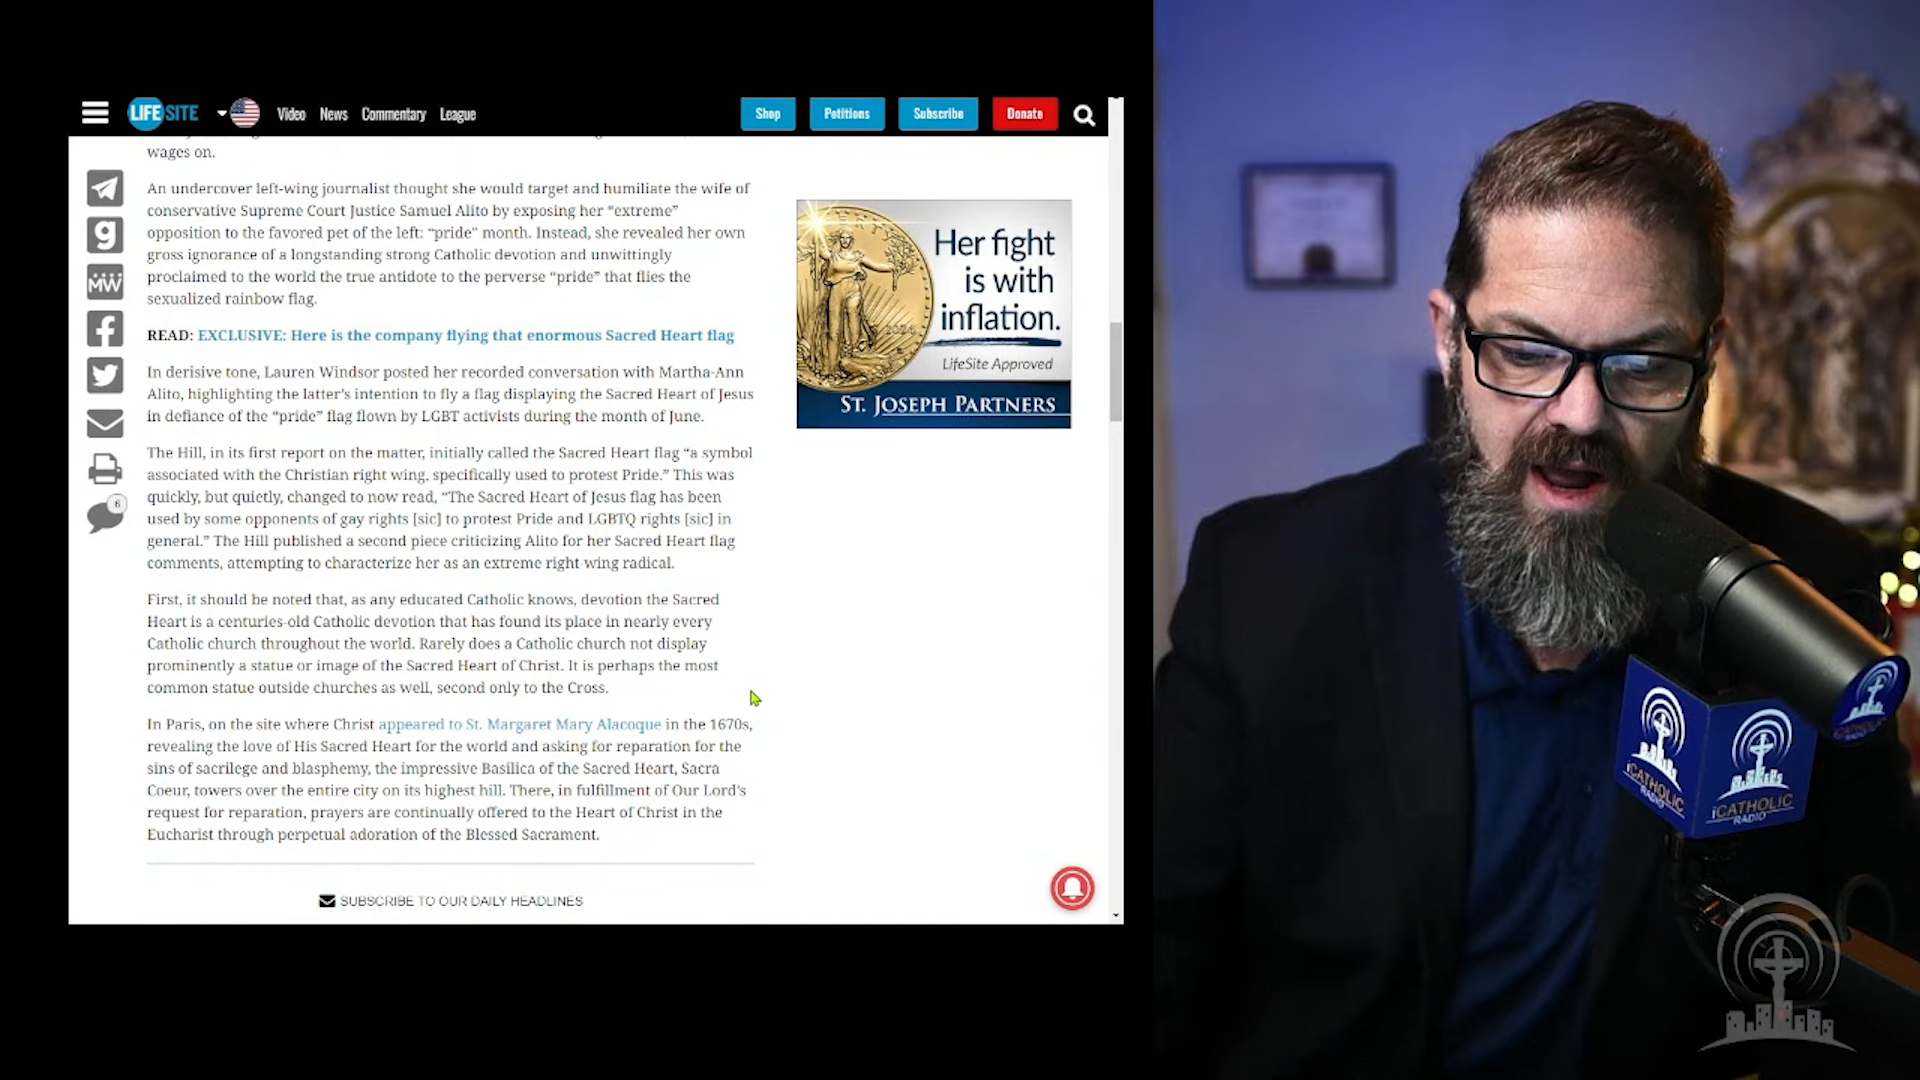 LIFESITE
Video News Commentary League
Shop Petitions Subscribe Donate
wages on.
An undercover left-wing journalist thought she would target and humiliate the wife of
conservative Supreme Court Justice Samuel Alito by exposing her “extreme”
opposition to the favored pet of the left: “pride” month. Instead, she revealed her own
gross ignorance of a longstanding strong Catholic devotion and unwittingly
proclaimed to the world the true antidote to the perverse “pride” that flies the
sexualized rainbow flag.
READ: EXCLUSIVE: Here is the company flying that enormous Sacred Heart flag
In derisive tone, Lauren Windsor posted her recorded conversation with Martha-Ann
Alito, highlighting the latter’s intention to fly a flag displaying the Sacred Heart of Jesus
in defiance of the “pride” flag flown by LGBT activists during the month of June.
The Hill, in its first report on the matter, initially called the Sacred Heart flag “a symbol
associated with the Christian right wing, specifically used to protest Pride.” This was
quickly, but quietly, changed to now read, “The Sacred Heart of Jesus flag has been
used by some opponents of gay rights [sic] to protest Pride and LGBTQ rights [sic] in
general.” The Hill published a second piece criticizing Alito for her Sacred Heart flag
comments, attempting to characterize her as an extreme right-wing radical.
First, it should be noted that, as any educated Catholic knows, devotion the Sacred
Heart is a centuries-old Catholic devotion that has found its place in nearly every
Catholic church throughout the world. Rarely does a Catholic church not display
prominently a statue or image of the Sacred Heart of Christ. It is perhaps the most
common statue outside churches as well, second only to the Cross.
In Paris, on the site where Christ appeared to St. Margaret Mary Alacoque in the 1670s,
revealing the love of His Sacred Heart for the world and asking for reparation for the
sins of sacrilege and blasphemy, the impressive Basilica of the Sacred Heart, Sacra
Coeur, towers over the entire city on its highest hill. There, in fulfillment of Our Lord’s
request for reparation, prayers are continually offered to the Heart of Christ in the
Eucharist through perpetual adoration of the Blessed Sacrament.
SUBSCRIBE TO OUR DAILY HEADLINES
g
MW
6
Her fight
is with
inflation.
LifeSite Approved
ST. JOSEPH PARTNERS
iCATHOLIC
RADIO
iCATHOLIC
RADIO